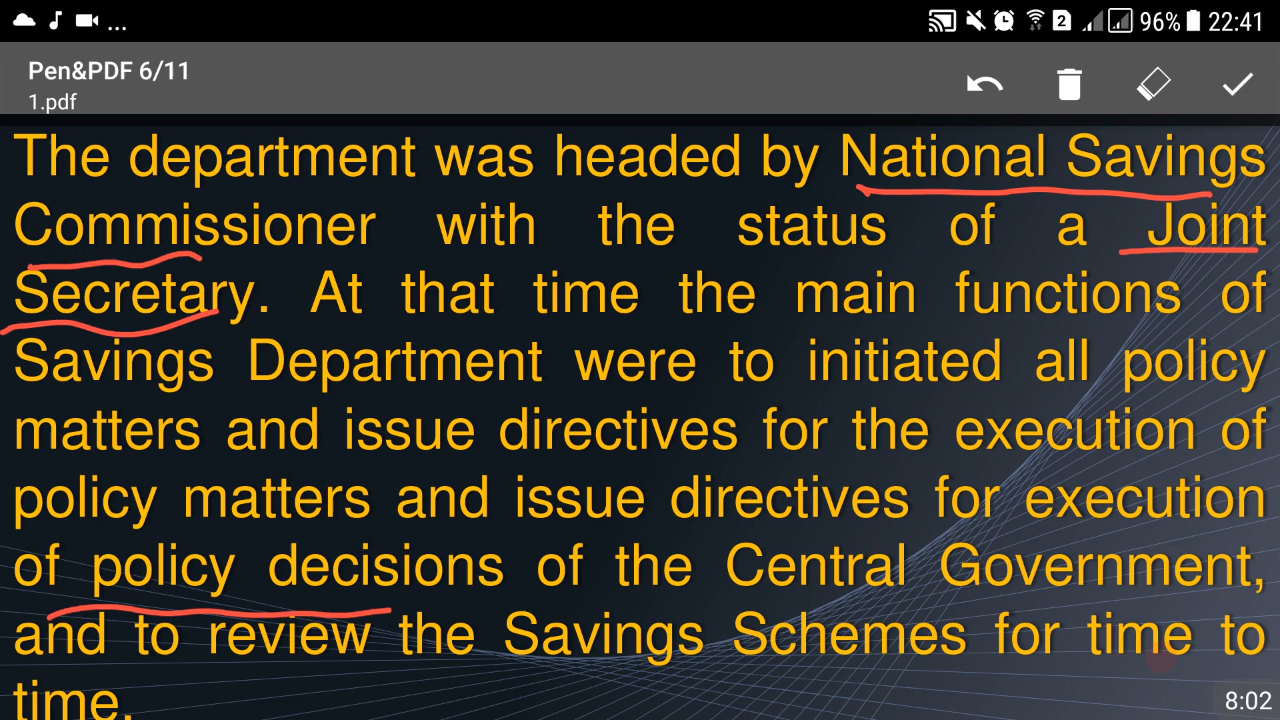 ... 2 96% 22:41
Pen&PDF 6/11
1.pdf
The department was headed by National Savings
Commissioner with the status of a Joint
Secretary. At that time the main functions of
Savings Department were to initiated all policy
matters and issue directives for the execution of
policy matters and issue directives for execution
of policy decisions of the Central Government,
and to review the Savings Schemes for time to
time.
8:02